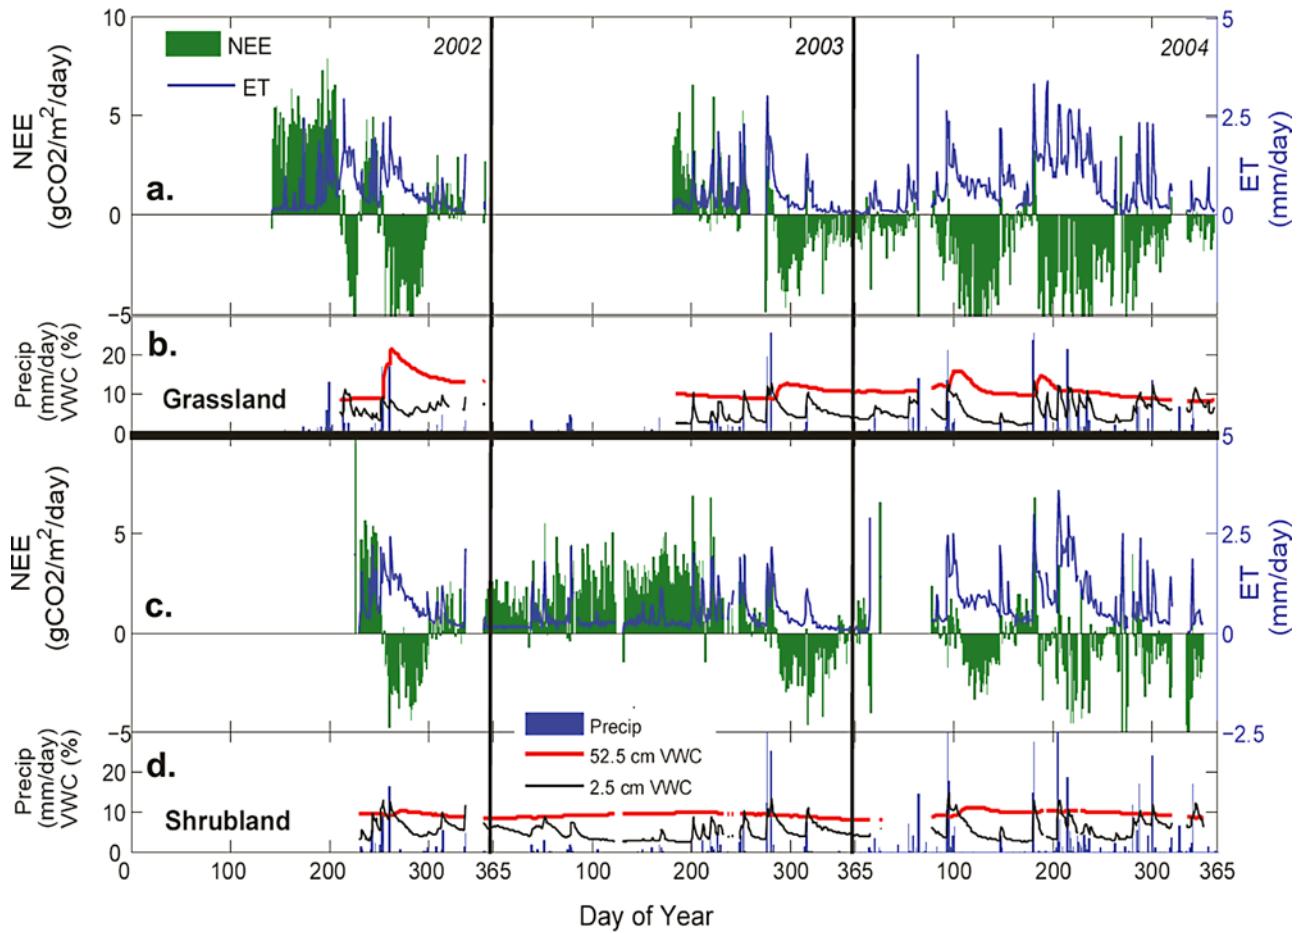 10
5
0
−5
NEE
(gCO2/m²/day)
NEE
ET
2002
2003
2004
a.
5
2.5
0
ET
(mm/day)
Precip
(mm/day)
VWC (%)
20
10
0
b.
Grassland
5
0
−5
NEE
(gCO2/m²/day)
c.
5
2.5
0
−2.5
ET
(mm/day)
Precip
(mm/day)
VWC (%)
20
10
0
d.
Shrubland
Precip
52.5 cm VWC
2.5 cm VWC
0 100 200 300 365 100 200 300 365 100 200 300 365
Day of Year